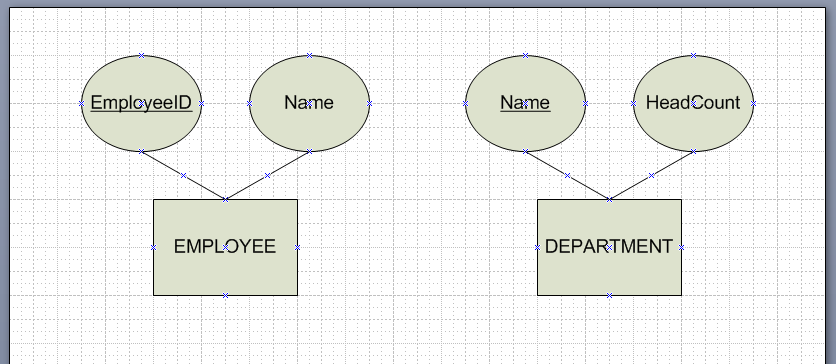 EmployeeID
Name
Name
HeadCount
EMPLOYEE
DEPARTMENT